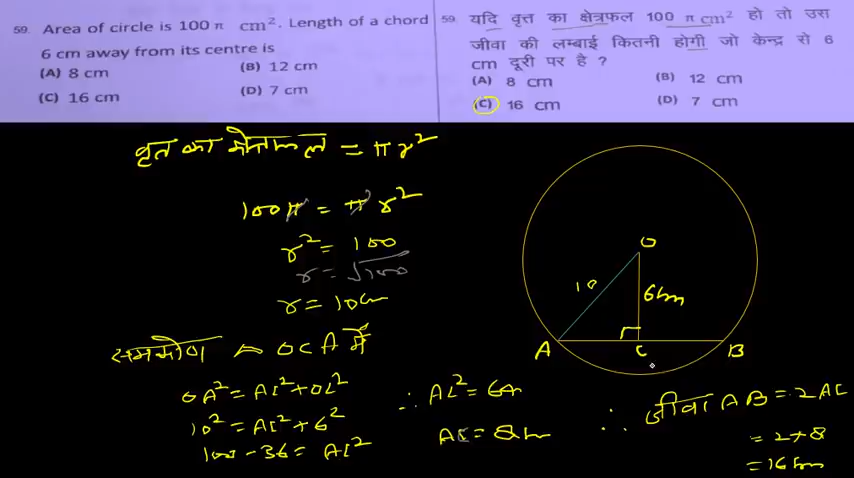 59. Area of circle is 100 π cm². Length of a chord
6 cm away from its centre is
(A) 8 cm
(B) 12 cm
(C) 16 cm
(D) 7 cm
59. यदि वृत्त का क्षेत्रफल 100 π cm² हो तो उस
जीवा की लम्बाई कितनी होगी जो केन्द्र से 6
cm दूरी पर है ?
(A) 8 cm
(B) 12 cm
(C) 16 cm
(D) 7 cm
वृत का = πr²
100π = πr²
r² = 100
r = √100
r = 10cm
समकोण △ OCA में
OA² = AC² + OC²
10² = AC² + 6²
100 - 36 = AC²
∴ AC² = 64
AC = 8cm
O
10
6cm
A
C
B
∴ जीवा AB = 2AC
= 2×8
= 16cm